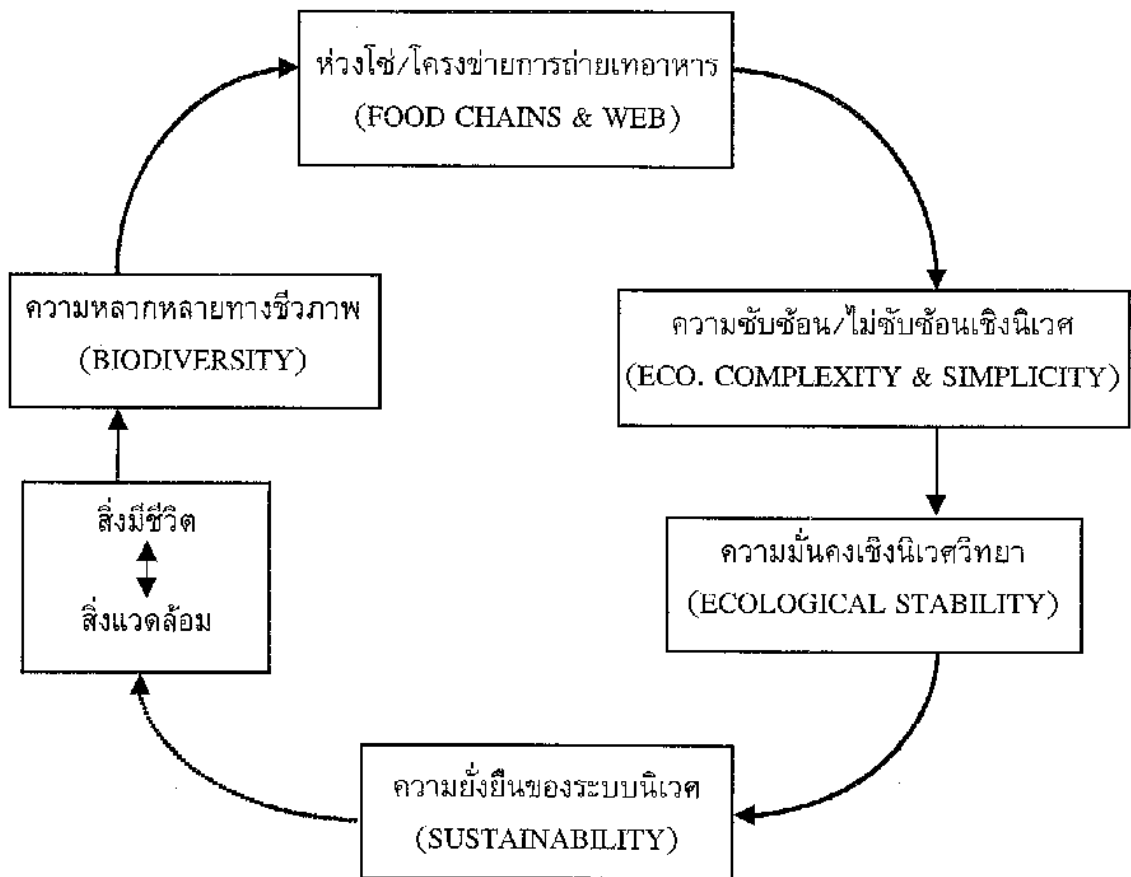 ห่วงโซ่/โครงข่ายการถ่ายเทอาหาร
(FOOD CHAINS & WEB)
ความหลากหลายทางชีวภาพ
(BIODIVERSITY)
ความซับซ้อน/ไม่ซับซ้อนเชิงนิเวศ
(ECO. COMPLEXITY & SIMPLICITY)
สิ่งมีชีวิต
สิ่งแวดล้อม
ความมั่นคงเชิงนิเวศวิทยา
(ECOLOGICAL STABILITY)
ความยั่งยืนของระบบนิเวศ
(SUSTAINABILITY)